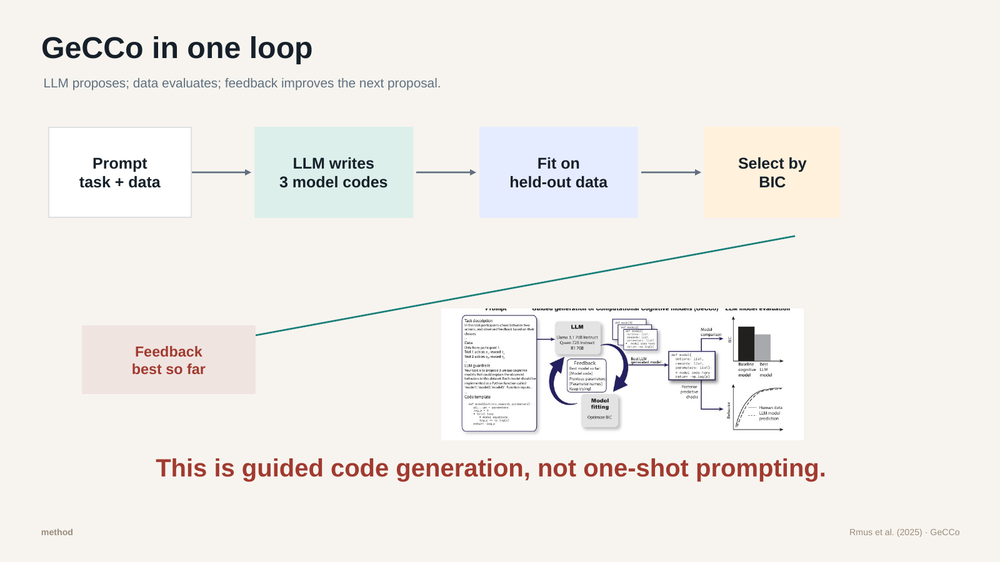 GeCCo in one loop
LLM proposes; data evaluates; feedback improves the next proposal.
Prompt
task + data
LLM writes
3 model codes
Fit on
held-out data
Select by
BIC
Feedback
best so far
Prompt
Guided generation of Computational Cognitive models (GeCCo)
LLM model evaluation
Task description
In this task participants chose between two
actions, and observed feedback based on their
choices.
...
Data
Data from participant 1:
Trial 1: action: a1, reward: r1
Trial 2: action: a2, reward: r2
...
LLM guardrails
Your task is to propose 3 unique cognitive
models that could explain the observed
behaviors in this dataset. Each model should be
implemented as a Python function called
'model1','model2','model3'. Function inputs...
...
Code template
def model(actions,rewards,parameters):
p1,...pn = parameters
log_p = 0
# trial loop
# model equations
log_p += np.log(p)
return -log_p
LLM
Llama 3.1 70B Instruct
Qwen 72B Instruct
R1 70B
Feedback
Best model so far:
[Model code]
Previous parameters:
[Parameter names]
Keep trying!
Model
fitting
Optimize BIC
def model1(
def model2(
def model3(
actions: list,
rewards: list,
parameters: list):
# model code here
return -np.log(p)
Best LLM
generated model
def model(
actions: list,
rewards: list,
parameters: list):
# model code here
return -np.log(p)
Model
comparison
Posterior
predictive
checks
BIC
Baseline
cognitive
model
Best
LLM
model
Behavior
Human data
LLM model
prediction
This is guided code generation, not one-shot prompting.
method
Rmus et al. (2025) · GeCCo